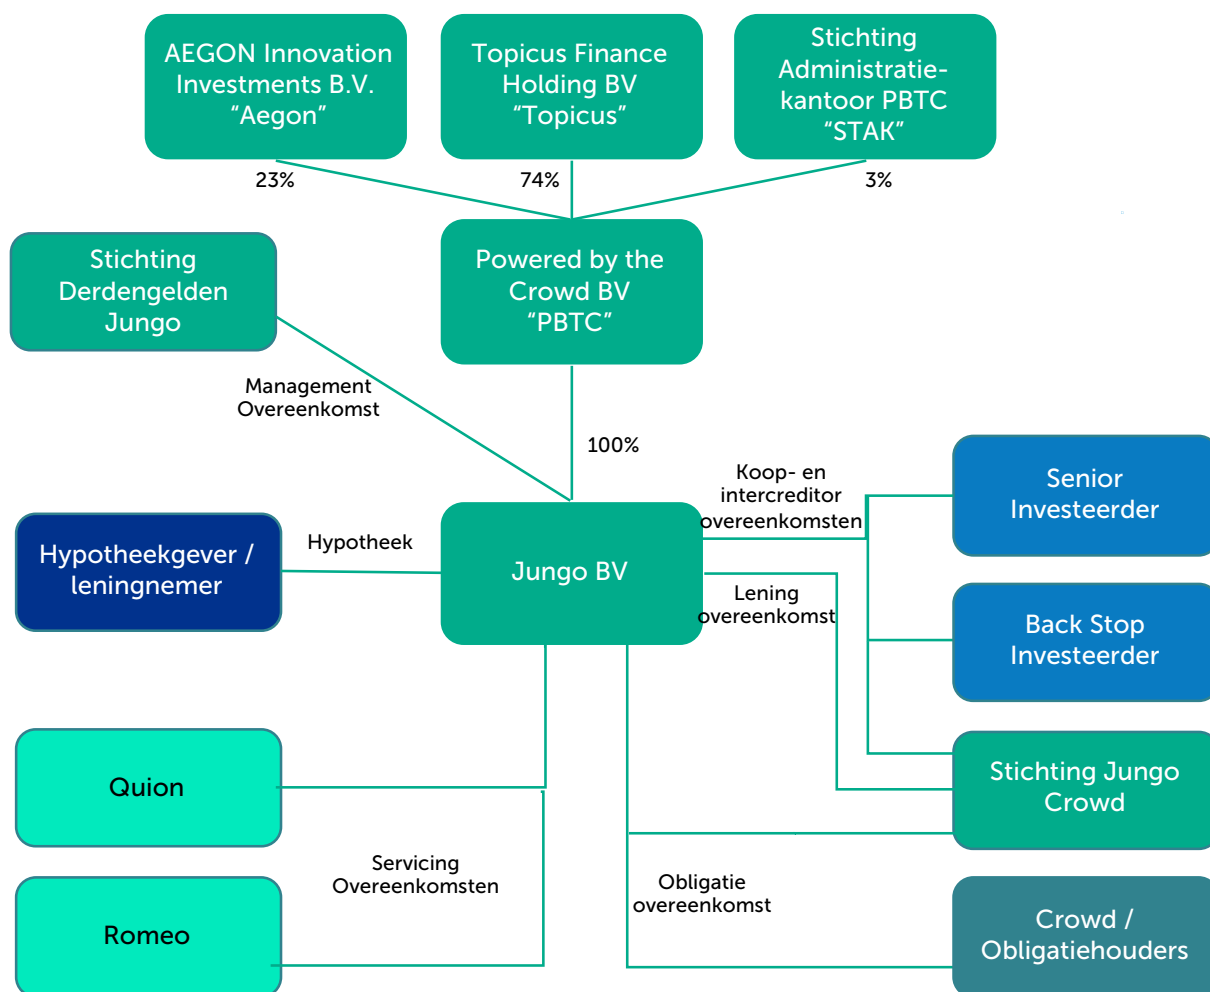 AEGON Innovation
Investments B.V.
“Aegon”
Topicus Finance
Holding BV
“Topicus”
Stichting
Administratie-
kantoor PBTC
“STAK”
23%
74%
3%
Stichting
Derdengelden
Jungo
Powered by the
Crowd BV
“PBTC”
Management
Overeenkomst
100%
Koop- en
intercreditor
overeenkomsten
Senior
Investeerder
Hypotheekgever /
leningnemer
Hypotheek
Jungo BV
Lening
overeenkomst
Back Stop
Investeerder
Quion
Stichting Jungo
Crowd
Servicing
Overeenkomsten
Obligatie
overeenkomst
Romeo
Crowd /
Obligatiehouders